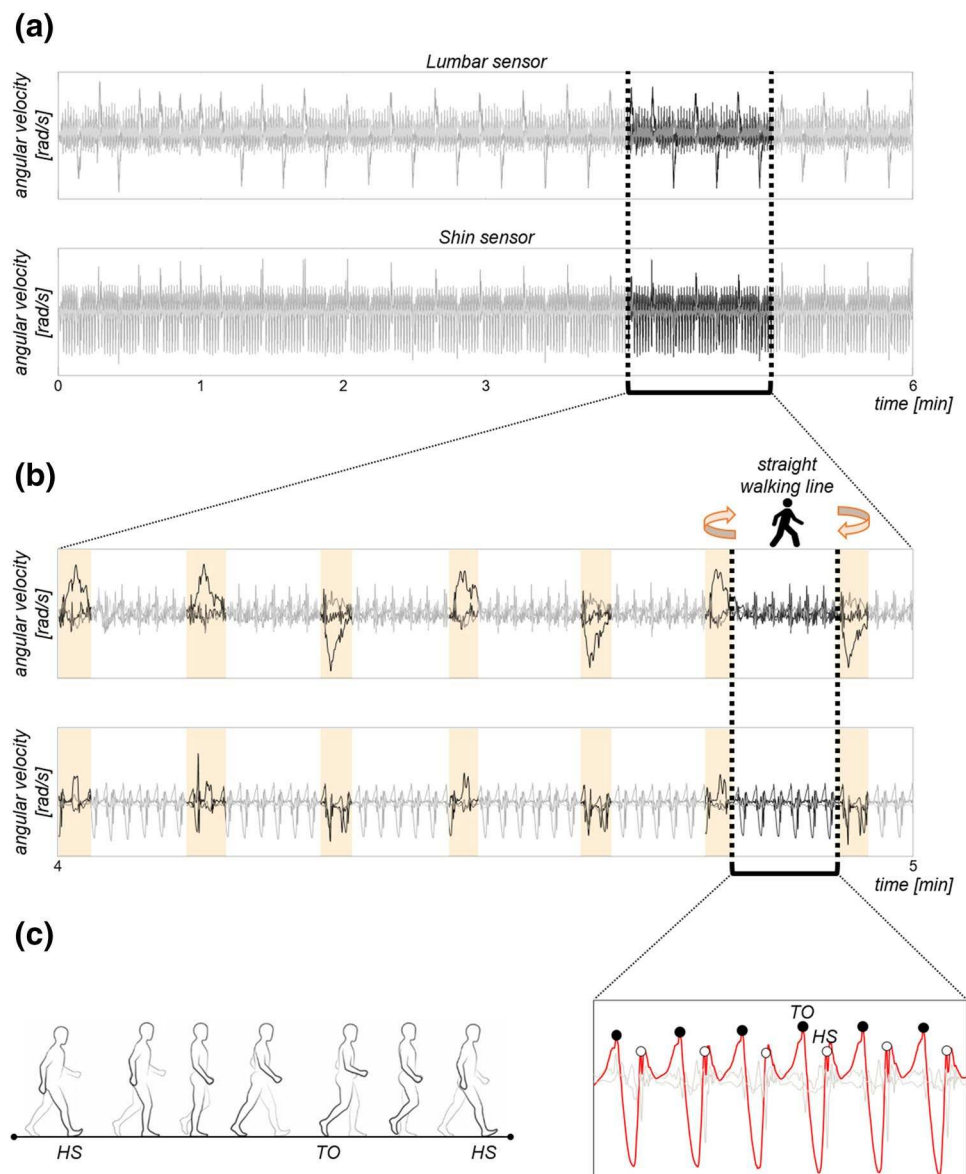 (a)
Lumbar sensor
angular velocity
[rad/s]
Shin sensor
angular velocity
[rad/s]
0 1 2 3 6
time [min]
(b)
straight
walking line
angular velocity
[rad/s]
angular velocity
[rad/s]
4 5
time [min]
(c)
TO
HS
HS TO HS